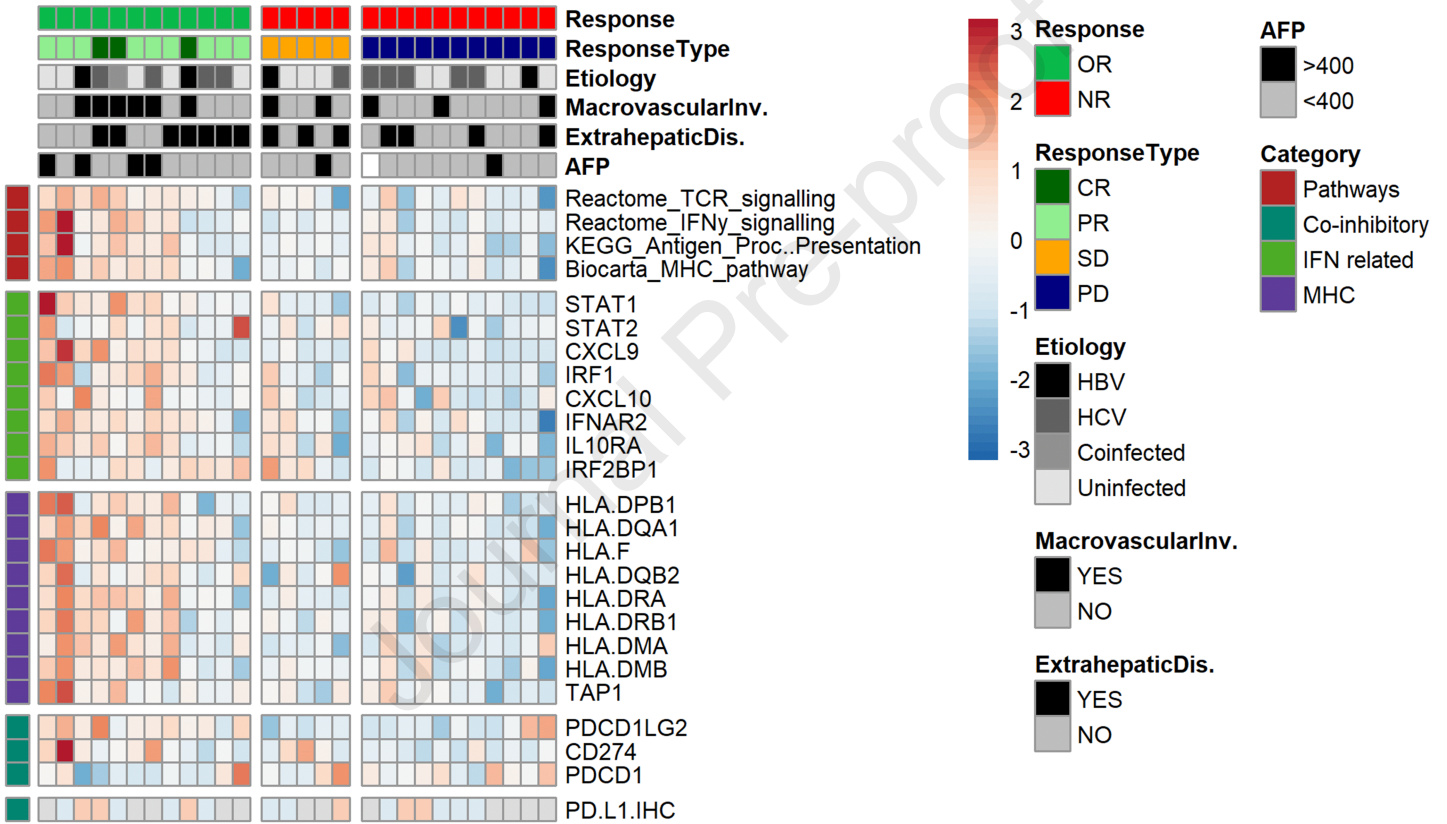 Response
ResponseType
Etiology
MacrovascularInv.
ExtrahepaticDis.
AFP
Reactome_TCR_signalling
Reactome_IFNy_signalling
KEGG_Antigen_Proc..Presentation
Biocarta_MHC_pathway
STAT1
STAT2
CXCL9
IRF1
CXCL10
IFNAR2
IL10RA
IRF2BP1
HLA.DPB1
HLA.DQA1
HLA.F
HLA.DQB2
HLA.DRA
HLA.DRB1
HLA.DMA
HLA.DMB
TAP1
PDCD1LG2
CD274
PDCD1
PD.L1.IHC
3
2
1
0
-1
-2
-3
Response
OR
NR
ResponseType
CR
PR
SD
PD
Etiology
HBV
HCV
Coinfected
Uninfected
MacrovascularInv.
YES
NO
ExtrahepaticDis.
YES
NO
AFP
>400
<400
Category
Pathways
Co-inhibitory
IFN related
MHC
Journal Pre-proof